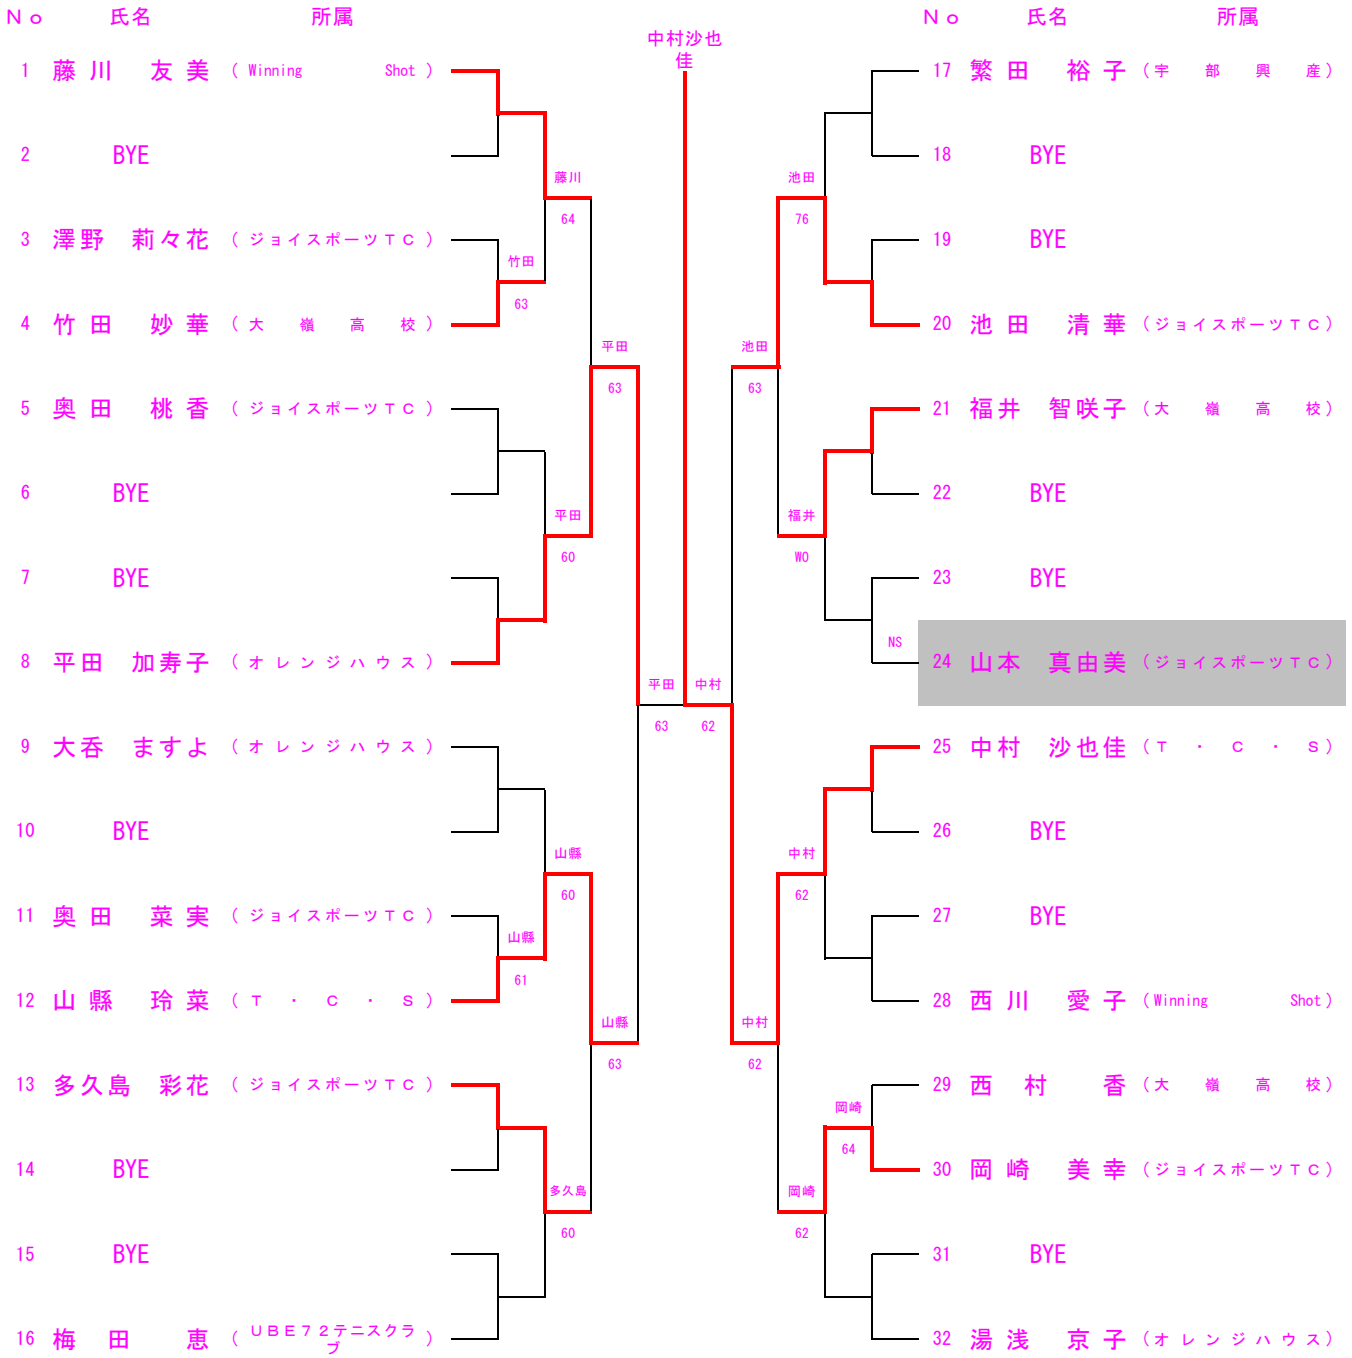 Ｎｏ 氏名 所属
1 藤川 友美 （ Winning Shot ）
2 BYE
3 澤野 莉々花 （ ジョイスポーツＴＣ ）
4 竹田 妙華 （ 大嶺高校 ）
5 奥田 桃香 （ ジョイスポーツＴＣ ）
6 BYE
7 BYE
8 平田 加寿子 （ オレンジハウス ）
9 大呑 ますよ （ オレンジハウス ）
10 BYE
11 奥田 菜実 （ ジョイスポーツＴＣ ）
12 山縣 玲菜 （ Ｔ・Ｃ・Ｓ ）
13 多久島 彩花 （ ジョイスポーツＴＣ ）
14 BYE
15 BYE
16 梅田 恵 （ ＵＢＥ７２テニスクラ
ブ ）
竹田
63
山縣
61
藤川
64
平田
60
山縣
60
多久島
60
平田
63
山縣
63
平田
63
中村沙也
佳
中村
62
池田
63
中村
62
池田
76
福井
WO
中村
62
岡崎
62
岡崎
64
NS
Ｎｏ 氏名 所属
17 繁田 裕子 （宇部興産）
18 BYE
19 BYE
20 池田 清華 （ジョイスポーツＴＣ）
21 福井 智咲子 （大嶺高校）
22 BYE
23 BYE
24 山本 真由美 （ジョイスポーツＴＣ）
25 中村 沙也佳 （Ｔ・Ｃ・Ｓ）
26 BYE
27 BYE
28 西川 愛子 （Winning Shot）
29 西村 香 （大嶺高校）
30 岡崎 美幸 （ジョイスポーツＴＣ）
31 BYE
32 湯浅 京子 （オレンジハウス）